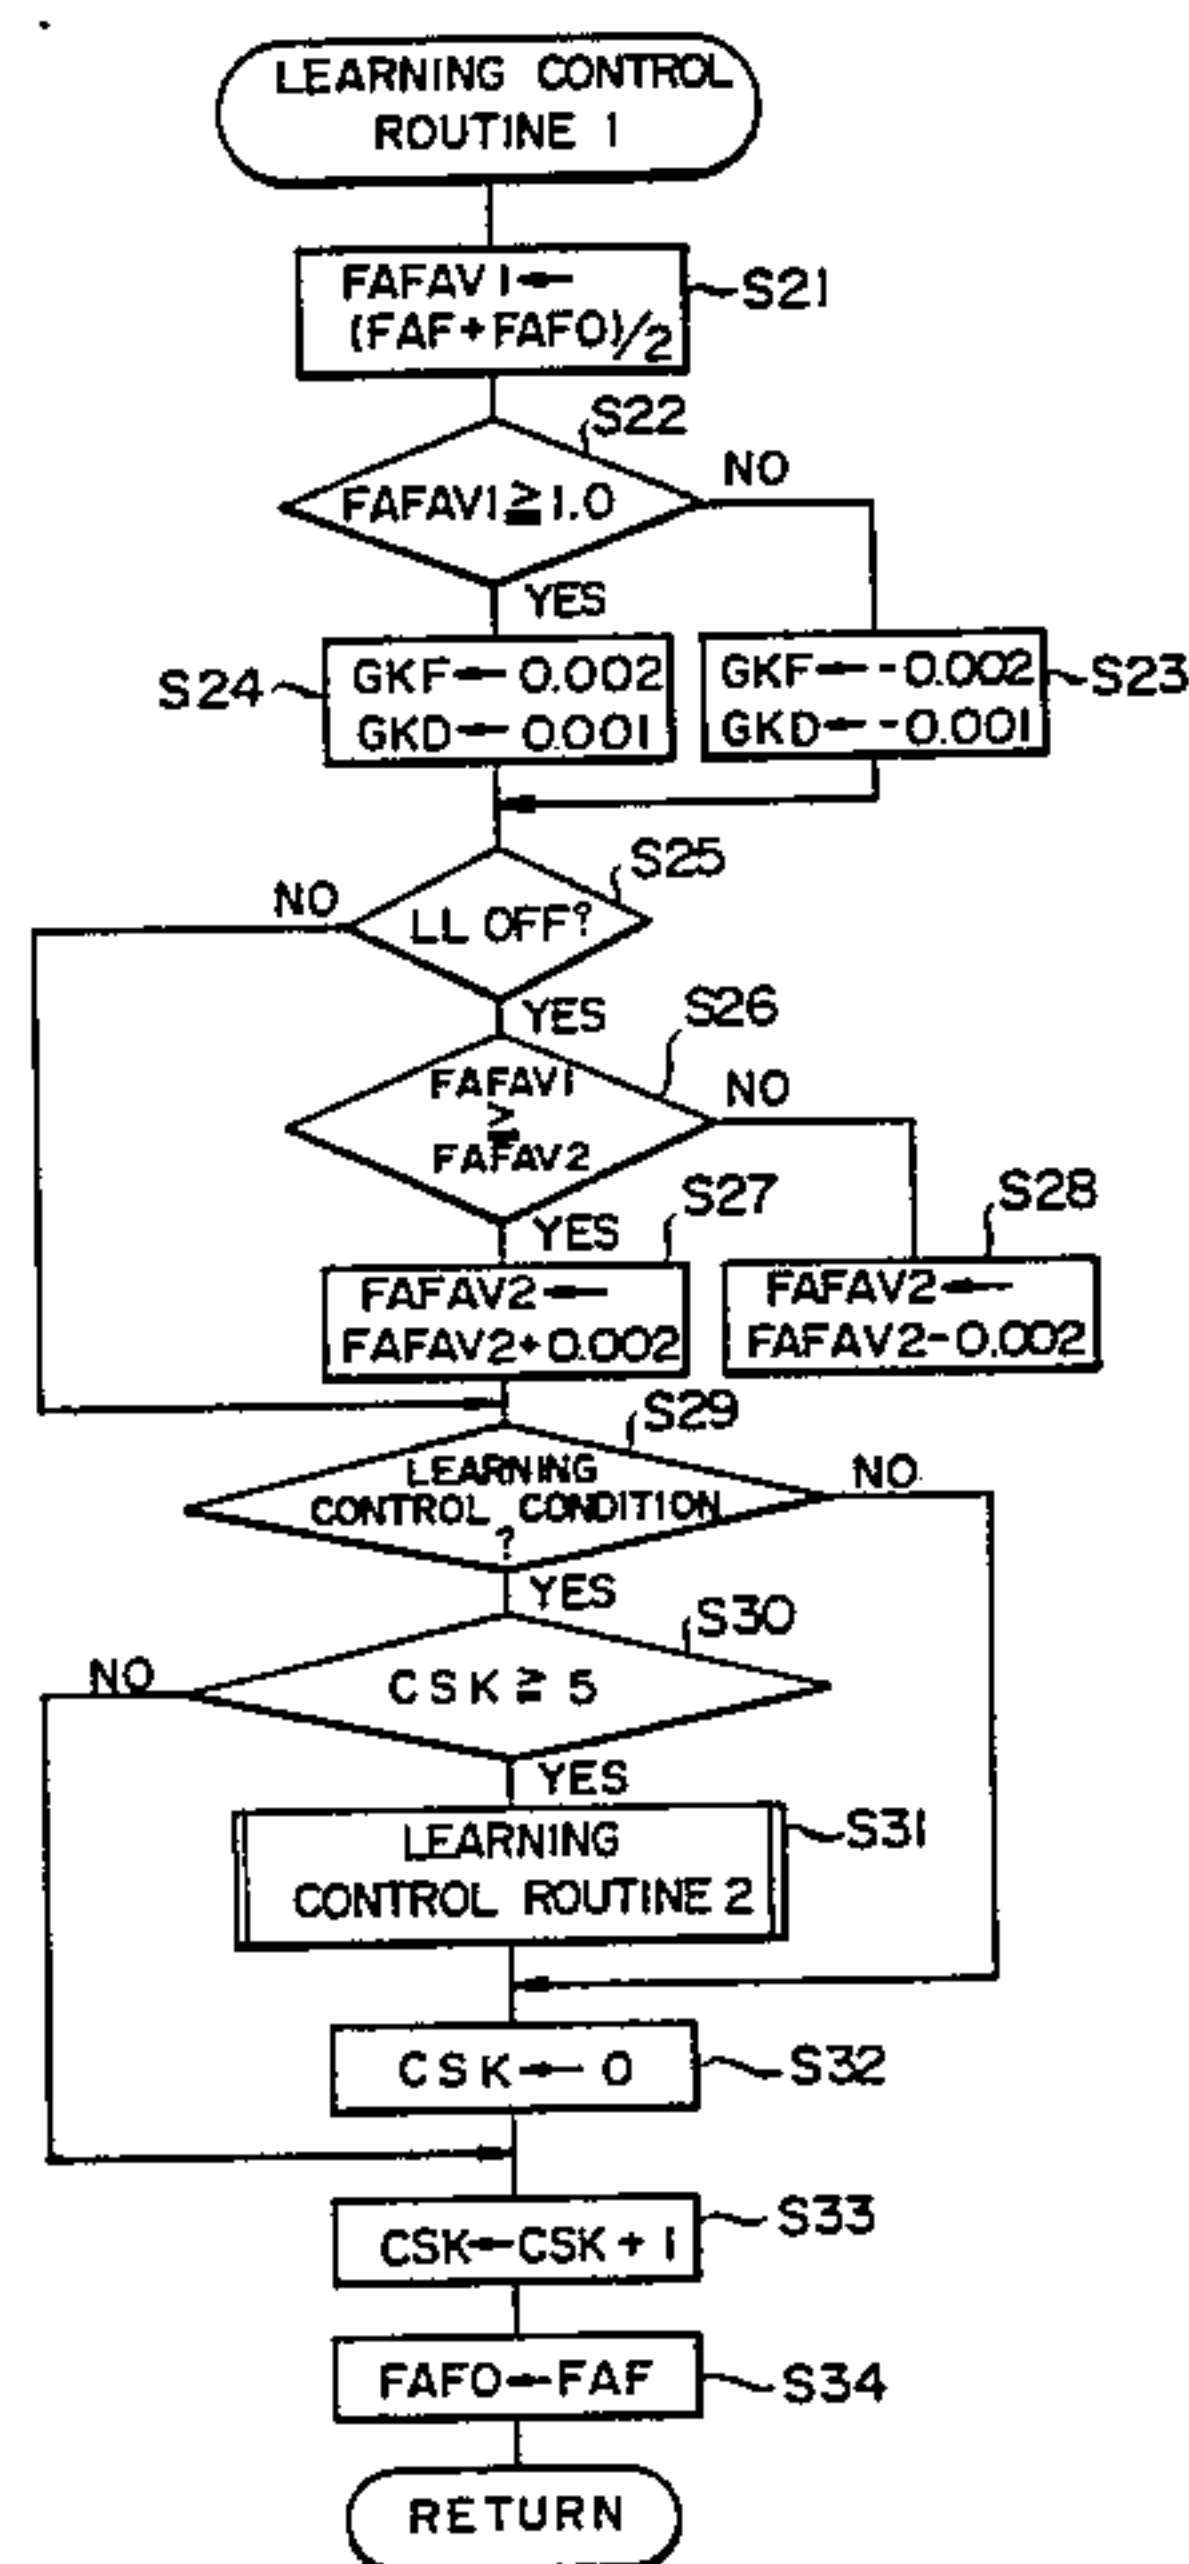 LEARNING CONTROL
ROUTINE 1
FAFAV1←
(FAF+FAFO)/2
S21
S22
FAFAV1≧1.0
NO
YES
S24
GKF←0.002
GKD←0.001
GKF←-0.002
GKD←-0.001
S23
S25
NO
LL OFF?
YES
S26
FAFAV1
≧
FAFAV2
NO
S27
YES
S28
FAFAV2←
FAFAV2+0.002
FAFAV2←
FAFAV2-0.002
S29
LEARNING
CONTROL CONDITION
?
NO
YES
S30
NO
CSK ≧ 5
YES
LEARNING
CONTROL ROUTINE 2
S31
CSK←0
S32
CSK←CSK+1
S33
FAFO←FAF
S34
RETURN